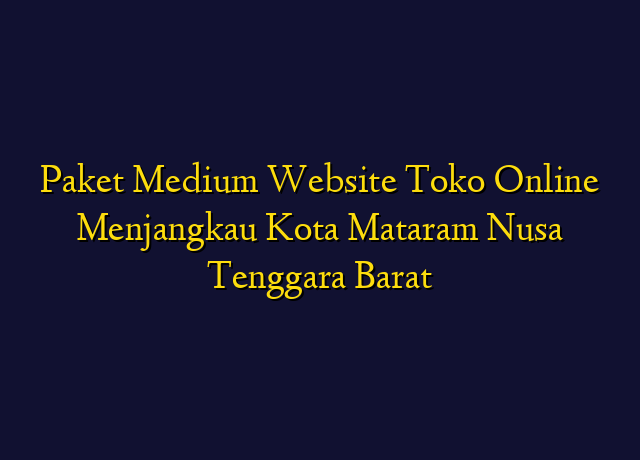 Paket Medium Website Toko Online
Menjangkau Kota Mataram Nusa
Tenggara Barat